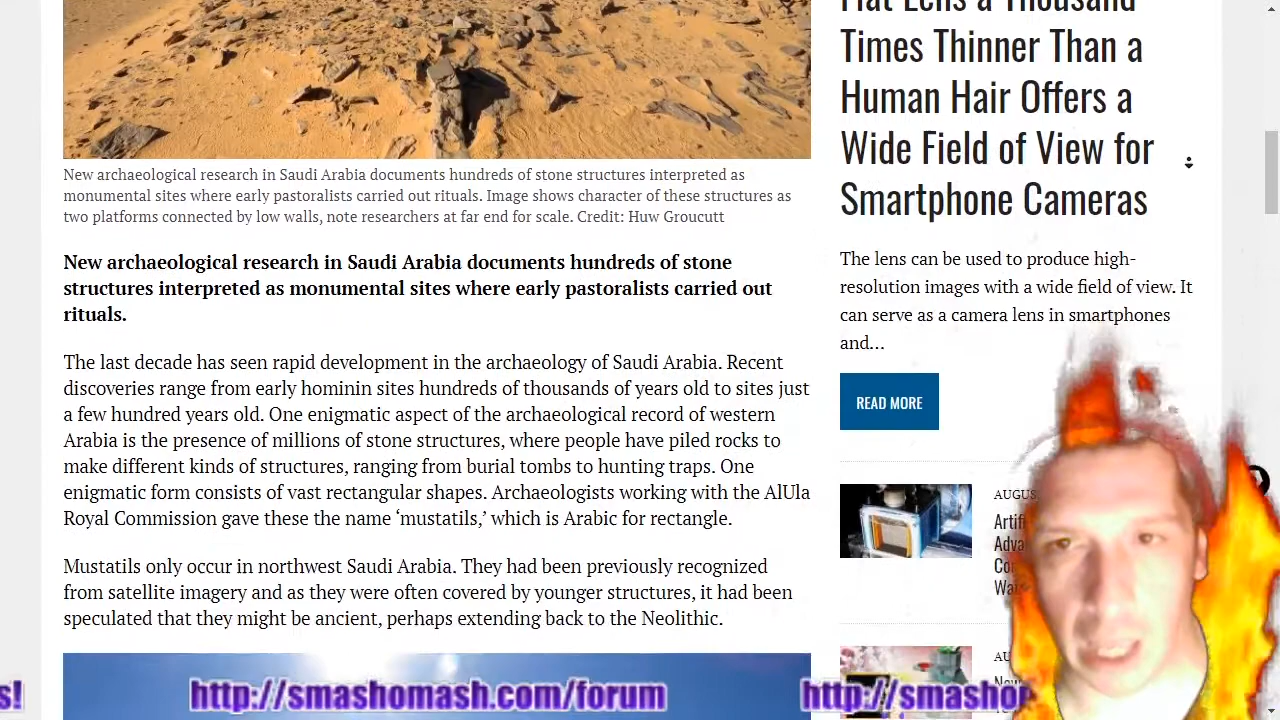 New archaeological research in Saudi Arabia documents hundreds of stone structures interpreted as
monumental sites where early pastoralists carried out rituals. Image shows character of these structures as
two platforms connected by low walls, note researchers at far end for scale. Credit: Huw Groucutt
New archaeological research in Saudi Arabia documents hundreds of stone
structures interpreted as monumental sites where early pastoralists carried out
rituals.
The last decade has seen rapid development in the archaeology of Saudi Arabia. Recent
discoveries range from early hominin sites hundreds of thousands of years old to sites just
a few hundred years old. One enigmatic aspect of the archaeological record of western
Arabia is the presence of millions of stone structures, where people have piled rocks to
make different kinds of structures, ranging from burial tombs to hunting traps. One
enigmatic form consists of vast rectangular shapes. Archaeologists working with the AlUla
Royal Commission gave these the name ‘mustatils,’ which is Arabic for rectangle.
Mustatils only occur in northwest Saudi Arabia. They had been previously recognized
from satellite imagery and as they were often covered by younger structures, it had been
speculated that they might be ancient, perhaps extending back to the Neolithic.
Flat Lens a Thousand
Times Thinner Than a
Human Hair Offers a
Wide Field of View for
Smartphone Cameras
The lens can be used to produce high-
resolution images with a wide field of view. It
can serve as a camera lens in smartphones
and…
READ MORE
s! http://smashomash.com/forum http://smashom